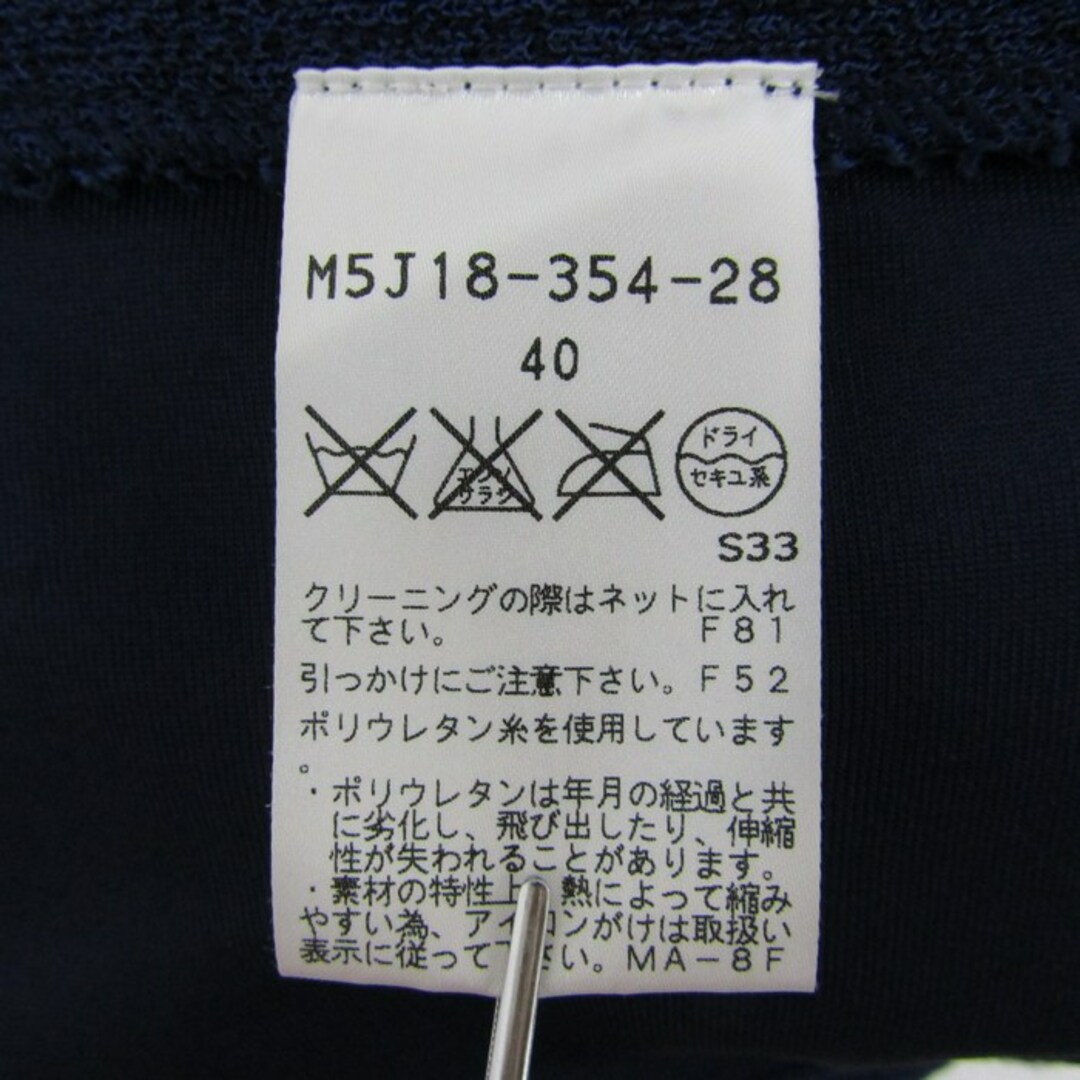 M5J18-354-28
40
エンソ
サラシ
ドライ
セキユ系
S33
クリーニングの際はネットに入れ
て下さい。 F81
引っかけにご注意下さい。F52
ポリウレタン糸を使用しています
。
・ポリウレタンは年月の経過と共
に劣化し、飛び出したり、伸縮
性が失われることがあります。
・素材の特性上 熱によって縮み
やすい為、アイロンがけは取扱い
表示に従って下さい。MA-8F